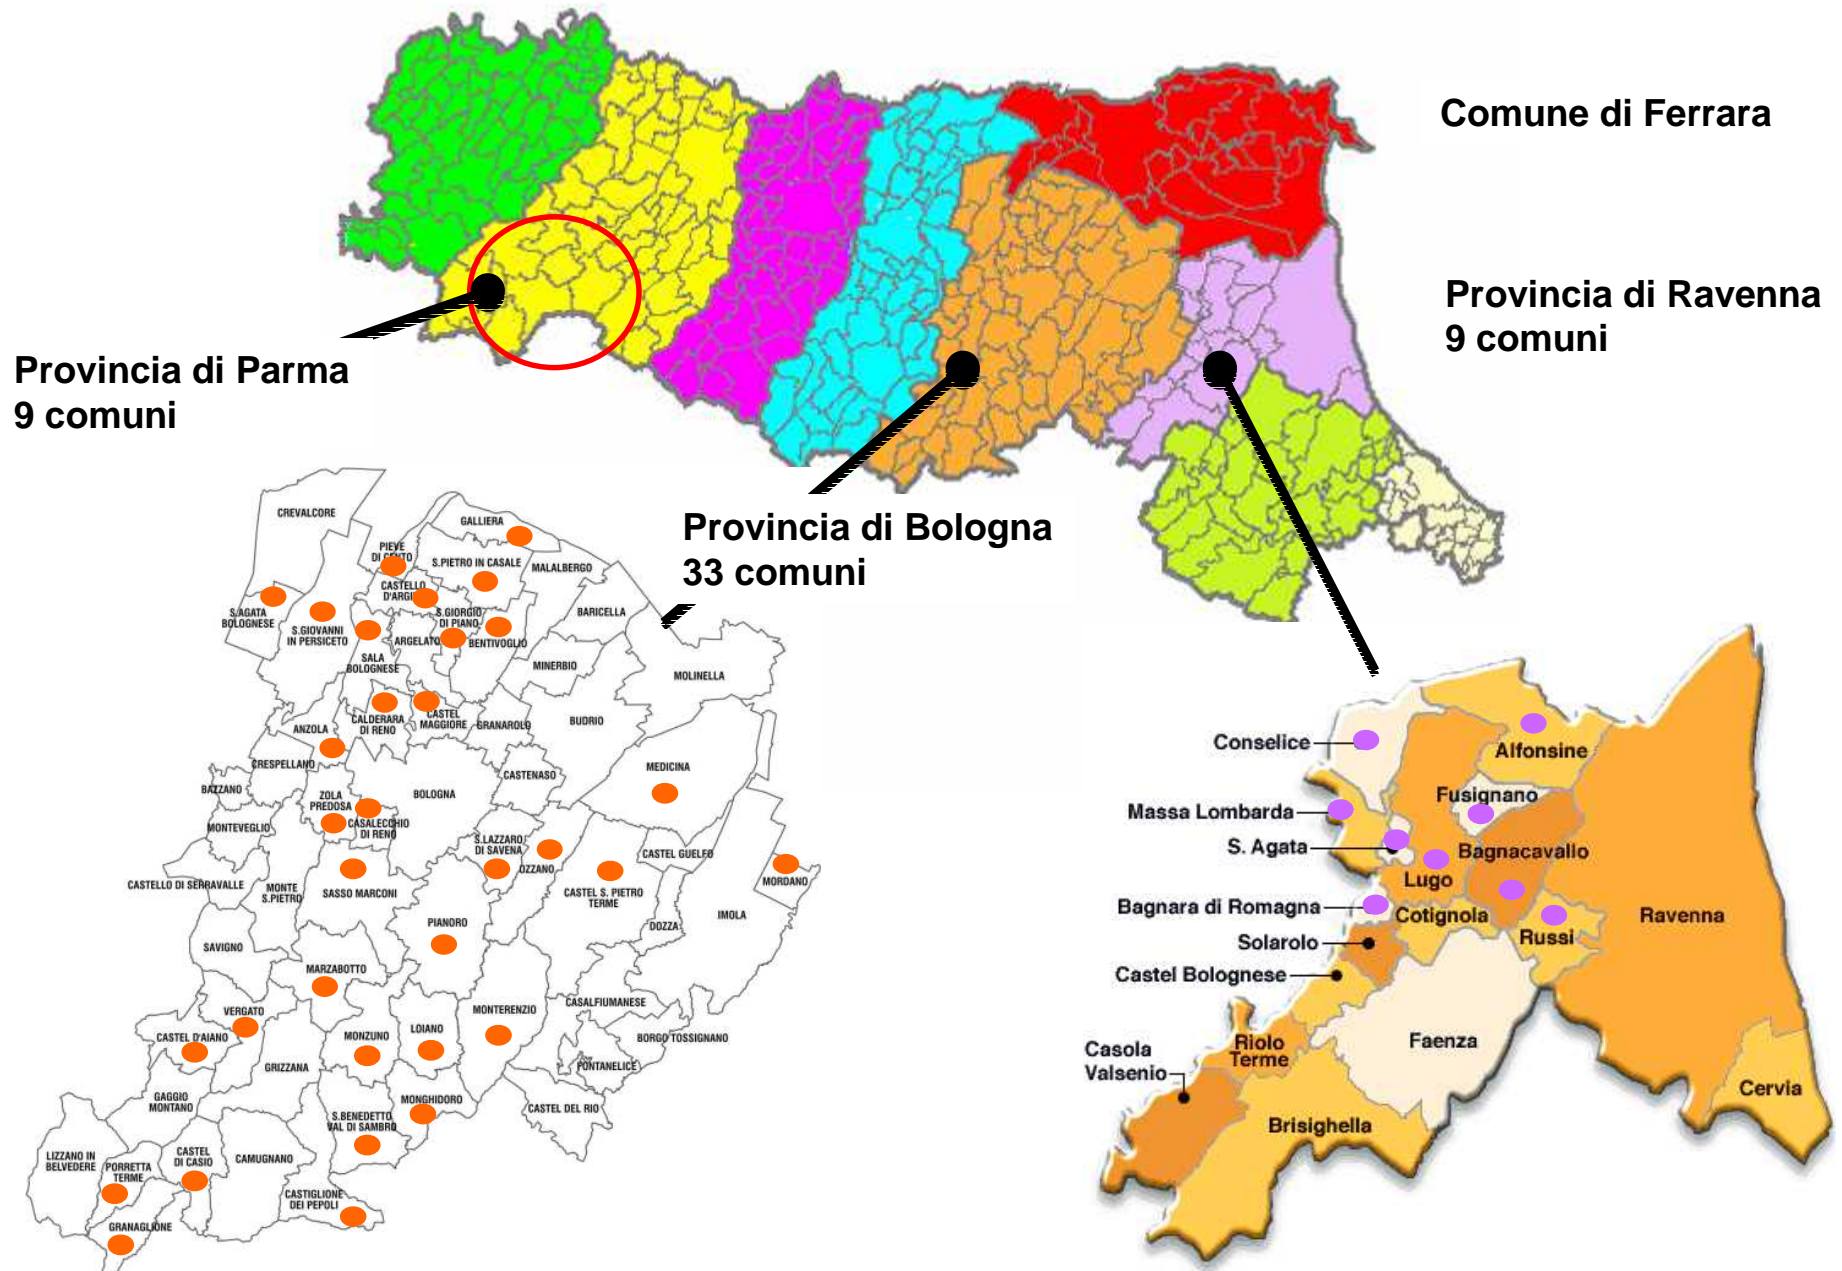 Comune di Ferrara
Provincia di Ravenna
9 comuni
Provincia di Parma
9 comuni
Provincia di Bologna
33 comuni
CREVALCORE
GALLIERA
PIEVE
DI CENTO
S.PIETRO IN CASALE
MALALBERGO
CASTELLO
D'ARGILE
S.AGATA
BOLOGNESE
S.GIOVANNI
IN PERSICETO
S.GIORGIO
DI PIANO
BARICELLA
ARGELATO
BENTIVOGLIO
SALA
BOLOGNESE
MINERBIO
MOLINELLA
CALDERARA
DI RENO
CASTEL
MAGGIORE
GRANAROLO
BUDRIO
ANZOLA
CRESPELLANO
BAZZANO
CASTENASO
MEDICINA
ZOLA
PREDOSA
BOLOGNA
MONTEVEGLIO
CASALECCHIO
DI RENO
S.LAZZARO
DI SAVENA
OZZANO
CASTEL GUELFO
CASTELLO DI SERRAVALLE
MONTE
S.PIETRO
SASSO MARCONI
CASTEL S. PIETRO
TERME
MORDANO
IMOLA
PIANORO
DOZZA
SAVIGNO
MARZABOTTO
VERGATO
CASTEL D'AIANO
MONZUNO
LOIANO
MONTERENZIO
CASALFIUMANESE
BORGO TOSSIGNANO
GRIZZANA
FONTANELICE
GAGGIO
MONTANO
S.BENEDETTO
VAL DI SAMBRO
MONGHIDORO
CASTEL DEL RIO
LIZZANO IN
BELVEDERE
PORRETTA
TERME
CASTEL
DI CASIO
CAMUGNANO
CASTIGLIONE
DEI PEPOLI
GRANAGLIONE
Conselice
Alfonsine
Massa Lombarda
Fusignano
S. Agata
Bagnacavallo
Lugo
Bagnara di Romagna
Cotignola
Ravenna
Solarolo
Russi
Castel Bolognese
Riolo
Terme
Faenza
Casola
Valsenio
Cervia
Brisighella